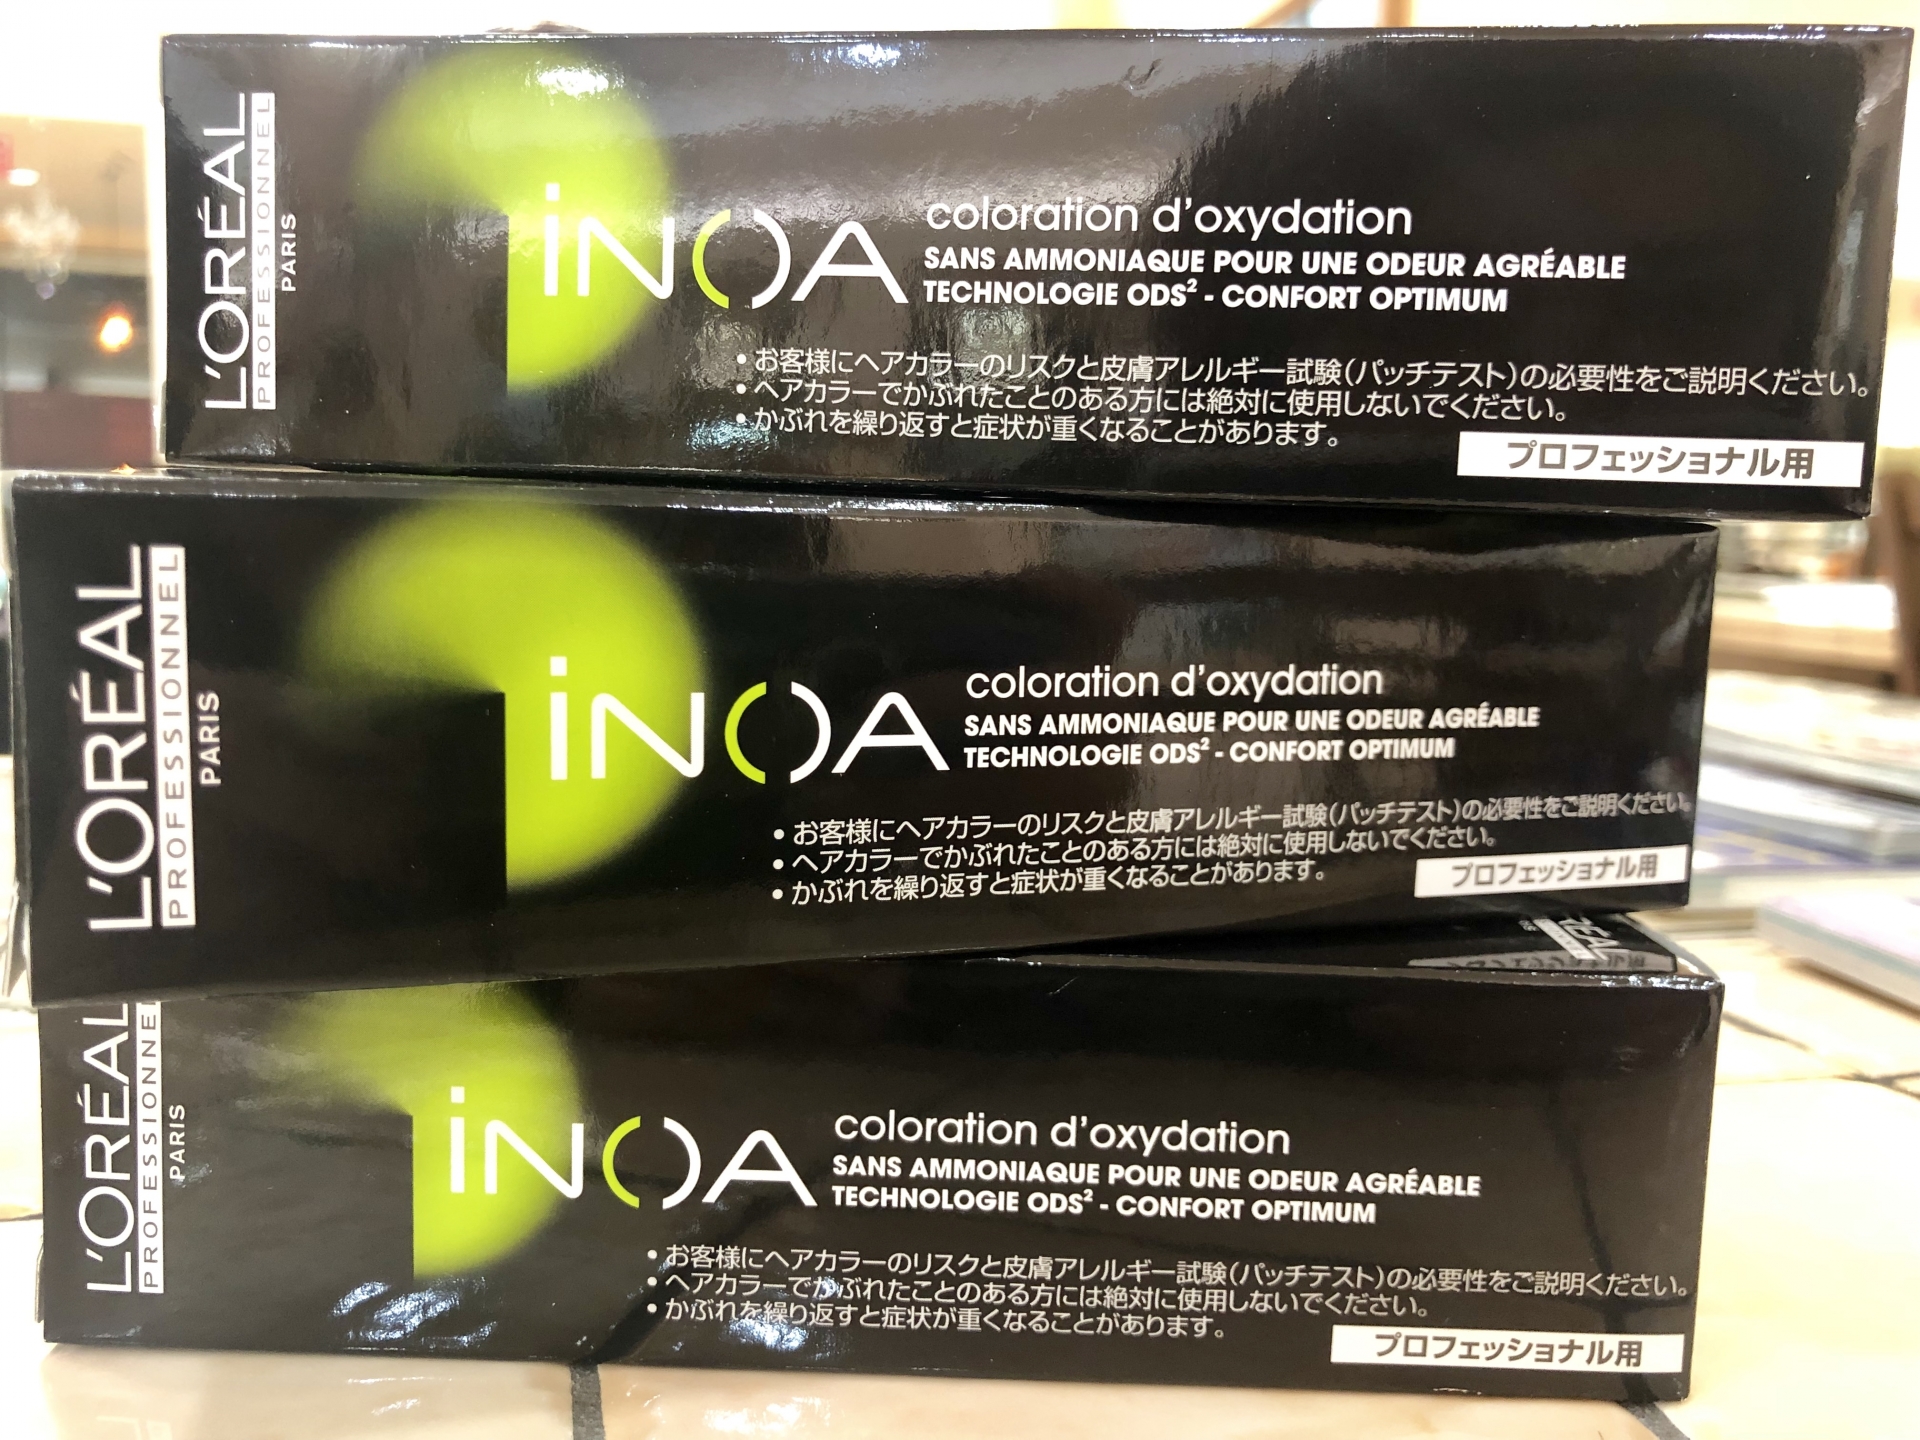 L'ORÉAL
PROFESSIONNEL
PARIS
iNOA
coloration d'oxydation
SANS AMMONIAQUE POUR UNE ODEUR AGRÉABLE
TECHNOLOGIE ODS² - CONFORT OPTIMUM
• お客様にヘアカラーのリスクと皮膚アレルギー試験(パッチテスト)の必要性をご説明ください。
• ヘアカラーでかぶれたことのある方には絶対に使用しないでください。
• かぶれを繰り返すと症状が重くなることがあります。
プロフェッショナル用
L'ORÉAL
PROFESSIONNEL
PARIS
iNOA
coloration d'oxydation
SANS AMMONIAQUE POUR UNE ODEUR AGRÉABLE
TECHNOLOGIE ODS² - CONFORT OPTIMUM
• お客様にヘアカラーのリスクと皮膚アレルギー試験(パッチテスト)の必要性をご説明ください。
• ヘアカラーでかぶれたことのある方には絶対に使用しないでください。
• かぶれを繰り返すと症状が重くなることがあります。
プロフェッショナル用
L'ORÉAL
PROFESSIONNEL
PARIS
iNOA
coloration d'oxydation
SANS AMMONIAQUE POUR UNE ODEUR AGRÉABLE
TECHNOLOGIE ODS² - CONFORT OPTIMUM
• お客様にヘアカラーのリスクと皮膚アレルギー試験(パッチテスト)の必要性をご説明ください。
• ヘアカラーでかぶれたことのある方には絶対に使用しないでください。
• かぶれを繰り返すと症状が重くなることがあります。
プロフェッショナル用